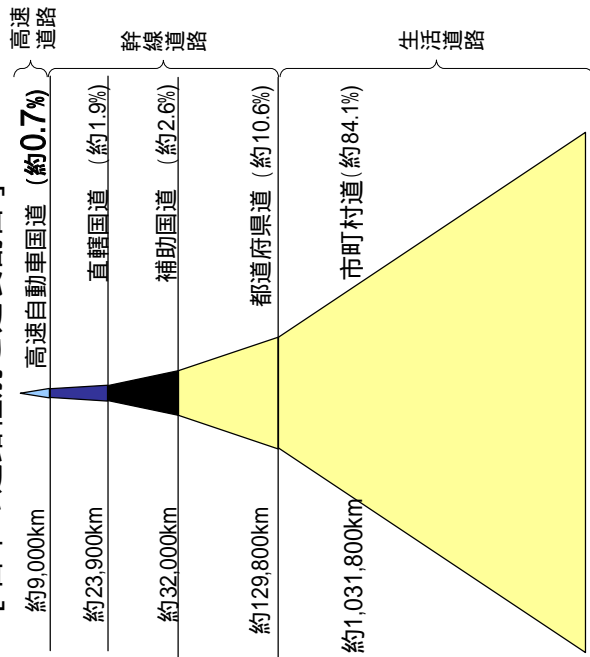 高速道路
幹線道路
生活道路
高速自動車国道 (約0.7%)
直轄国道 (約1.9%)
補助国道 (約2.6%)
都道府県道 (約10.6%)
市町村道 (約84.1%)
約9,000km
約23,900km
約32,000km
約129,800km
約1,031,800km